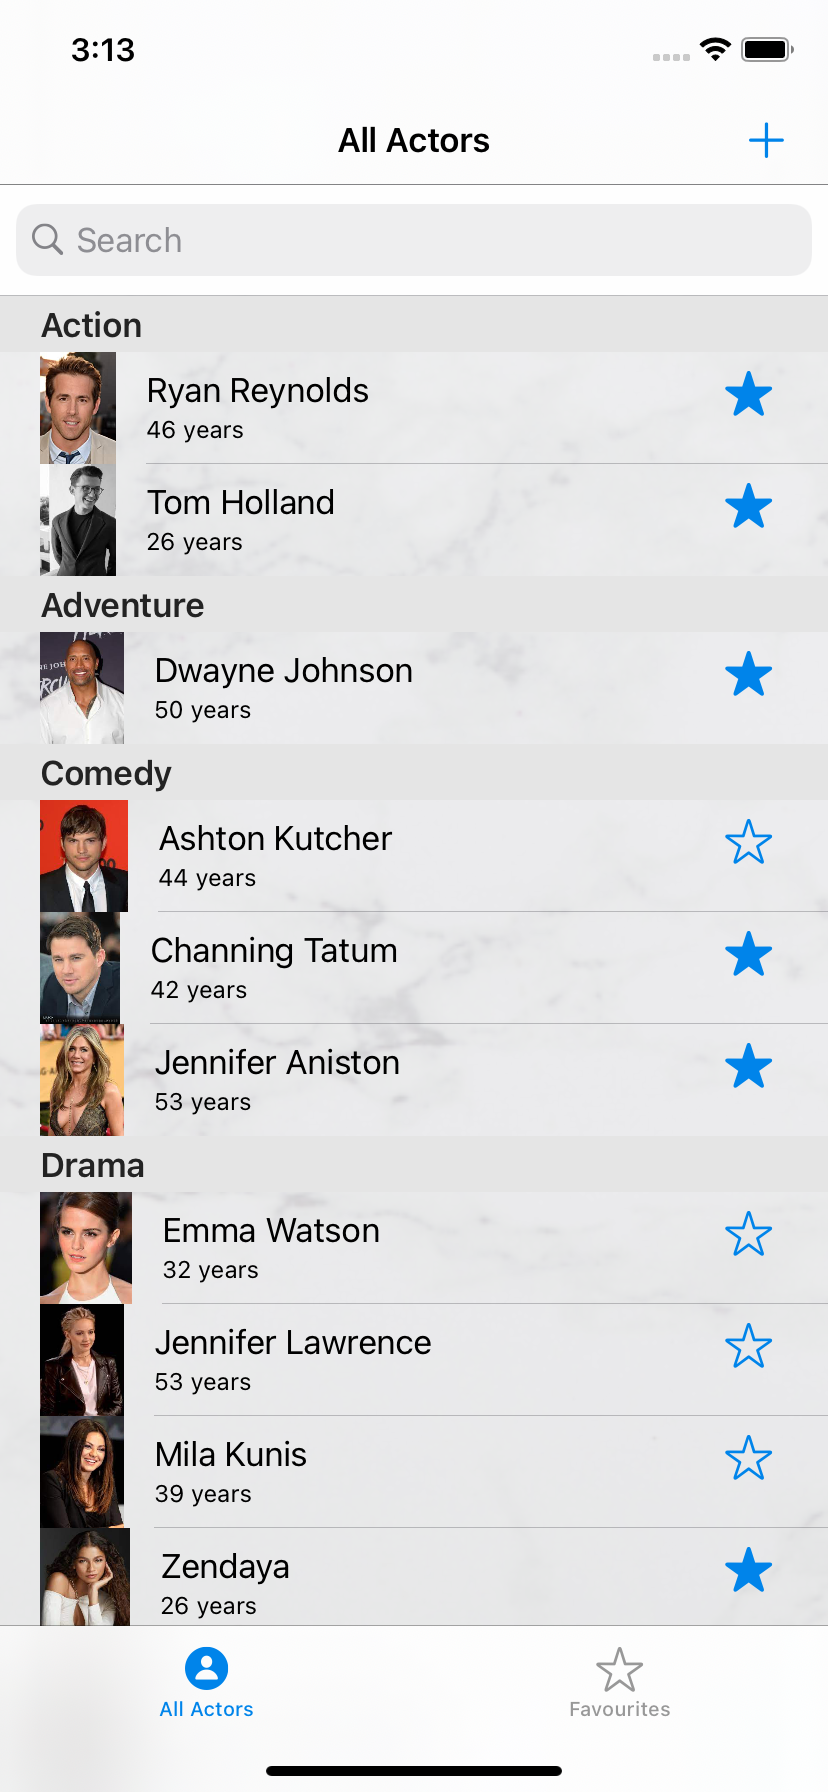 3:13
All Actors
Search
Action
Ryan Reynolds
46 years
Tom Holland
26 years
Adventure
Dwayne Johnson
50 years
Comedy
Ashton Kutcher
44 years
Channing Tatum
42 years
Jennifer Aniston
53 years
Drama
Emma Watson
32 years
Jennifer Lawrence
53 years
Mila Kunis
39 years
Zendaya
26 years
All Actors
Favourites